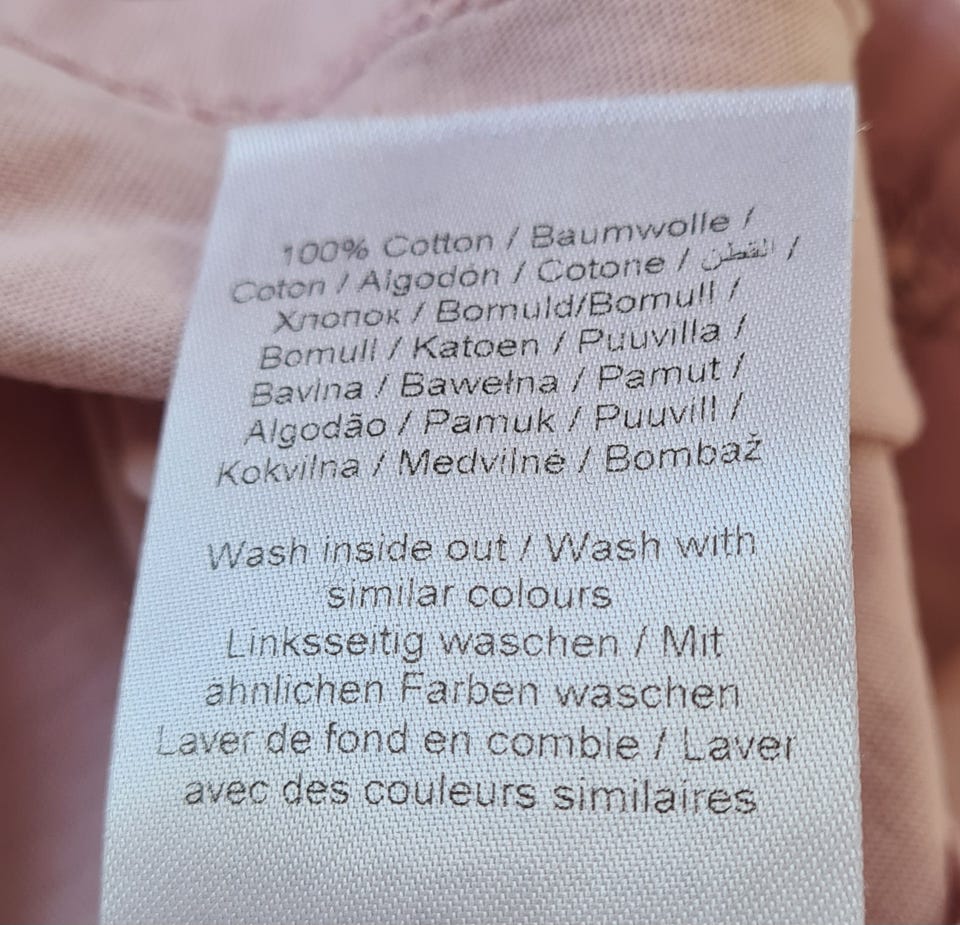 100% Cotton / Baumwolle /
Coton / Algodón / Cotone / القطن /
Хлопок / Bomuld/Bomull /
Bomull / Katoen / Puuvilla /
Bavlna / Bawełna / Pamut /
Algodão / Pamuk / Puuvill /
Kokvilna / Medvilnė / Bombaž
Wash inside out / Wash with
similar colours
Linksseitig waschen / Mit
ähnlichen Farben waschen
Laver de fond en comble / Laver
avec des couleurs similaires